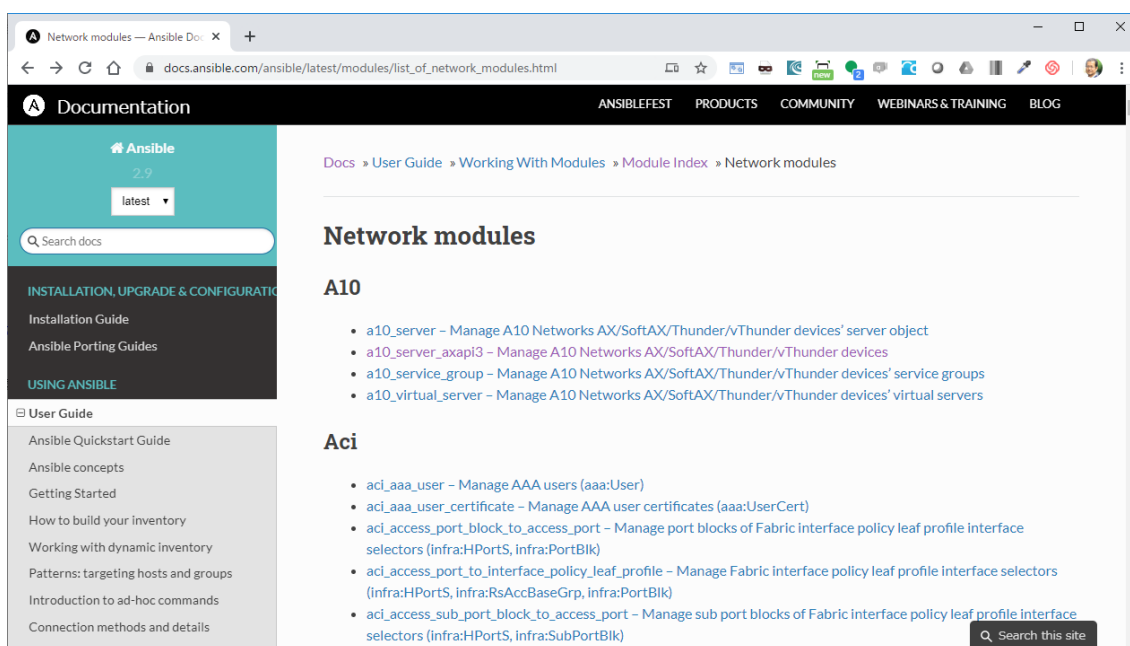 Network modules — Ansible Doc
docs.ansible.com/ansible/latest/modules/list_of_network_modules.html
new
2
Documentation
ANSIBLEFEST PRODUCTS COMMUNITY WEBINARS & TRAINING BLOG
Ansible
2.9
latest
Search docs
INSTALLATION, UPGRADE & CONFIGURATIO
Installation Guide
Ansible Porting Guides
USING ANSIBLE
User Guide
Ansible Quickstart Guide
Ansible concepts
Getting Started
How to build your inventory
Working with dynamic inventory
Patterns: targeting hosts and groups
Introduction to ad-hoc commands
Connection methods and details
Docs » User Guide » Working With Modules » Module Index » Network modules
Network modules
A10
• a10_server – Manage A10 Networks AX/SoftAX/Thunder/vThunder devices’ server object
• a10_server_axapi3 – Manage A10 Networks AX/SoftAX/Thunder/vThunder devices
• a10_service_group – Manage A10 Networks AX/SoftAX/Thunder/vThunder devices’ service groups
• a10_virtual_server – Manage A10 Networks AX/SoftAX/Thunder/vThunder devices’ virtual servers
Aci
• aci_aaa_user – Manage AAA users (aaa:User)
• aci_aaa_user_certificate – Manage AAA user certificates (aaa:UserCert)
• aci_access_port_block_to_access_port – Manage port blocks of Fabric interface policy leaf profile interface
selectors (infra:HPortS, infra:PortBlk)
• aci_access_port_to_interface_policy_leaf_profile – Manage Fabric interface policy leaf profile interface selectors
(infra:HPortS, infra:RsAccBaseGrp, infra:PortBlk)
• aci_access_sub_port_block_to_access_port – Manage sub port blocks of Fabric interface policy leaf profile interface
selectors (infra:HPortS, infra:SubPortBlk)
Search this site